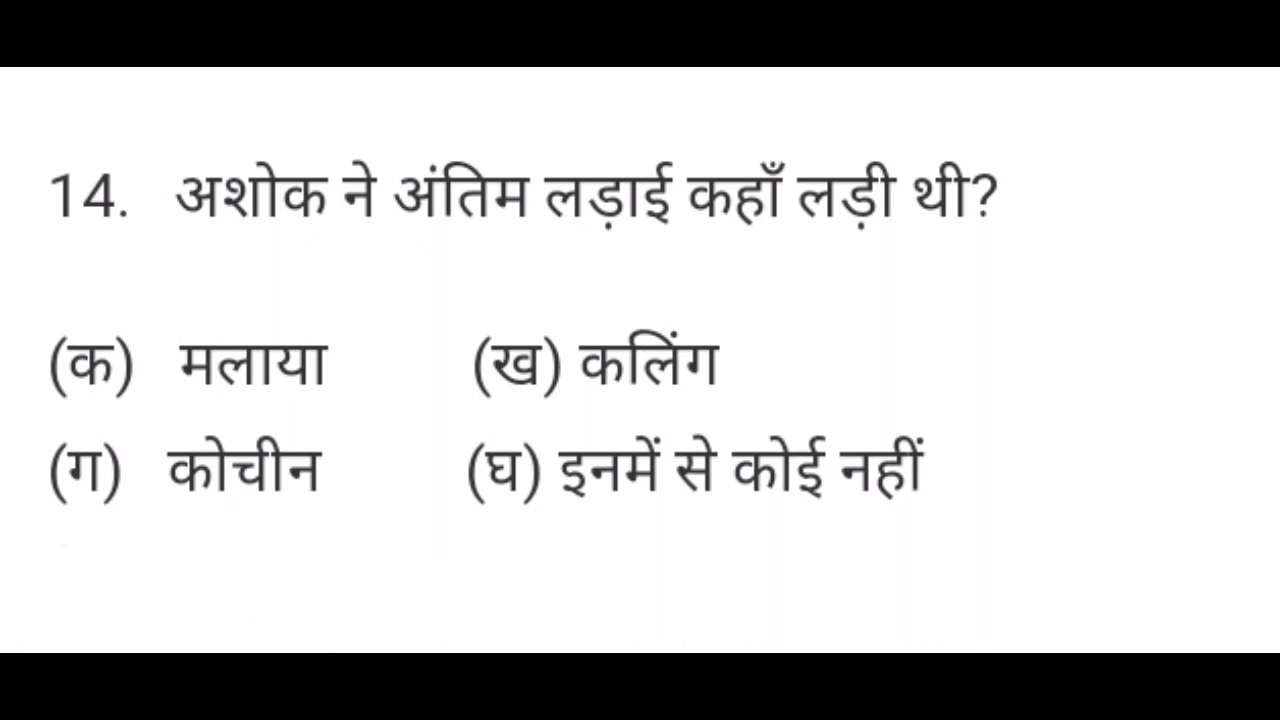 14. अशोक ने अंतिम लड़ाई कहाँ लड़ी थी?
(क) मलाया (ख) कलिंग
(ग) कोचीन (घ) इनमें से कोई नहीं